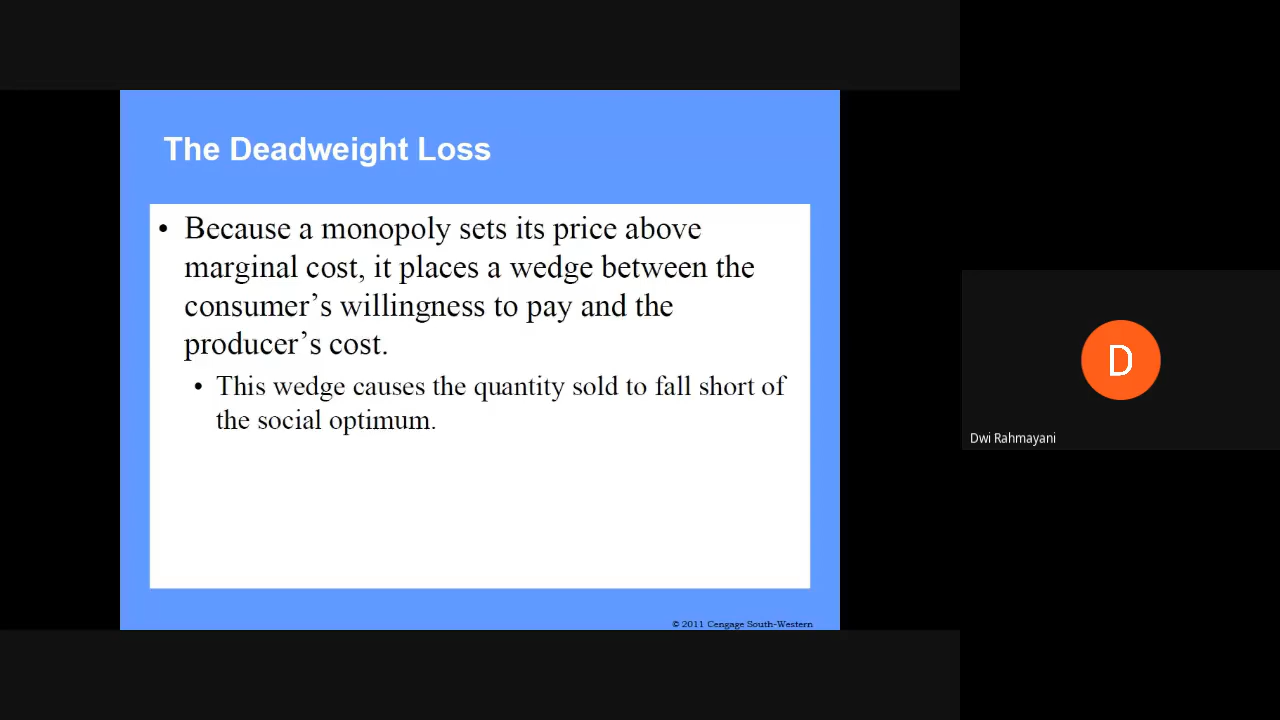 The Deadweight Loss
• Because a monopoly sets its price above
marginal cost, it places a wedge between the
consumer’s willingness to pay and the
producer’s cost.
• This wedge causes the quantity sold to fall short of
the social optimum.
© 2011 Cengage South-Western
D
Dwi Rahmayani